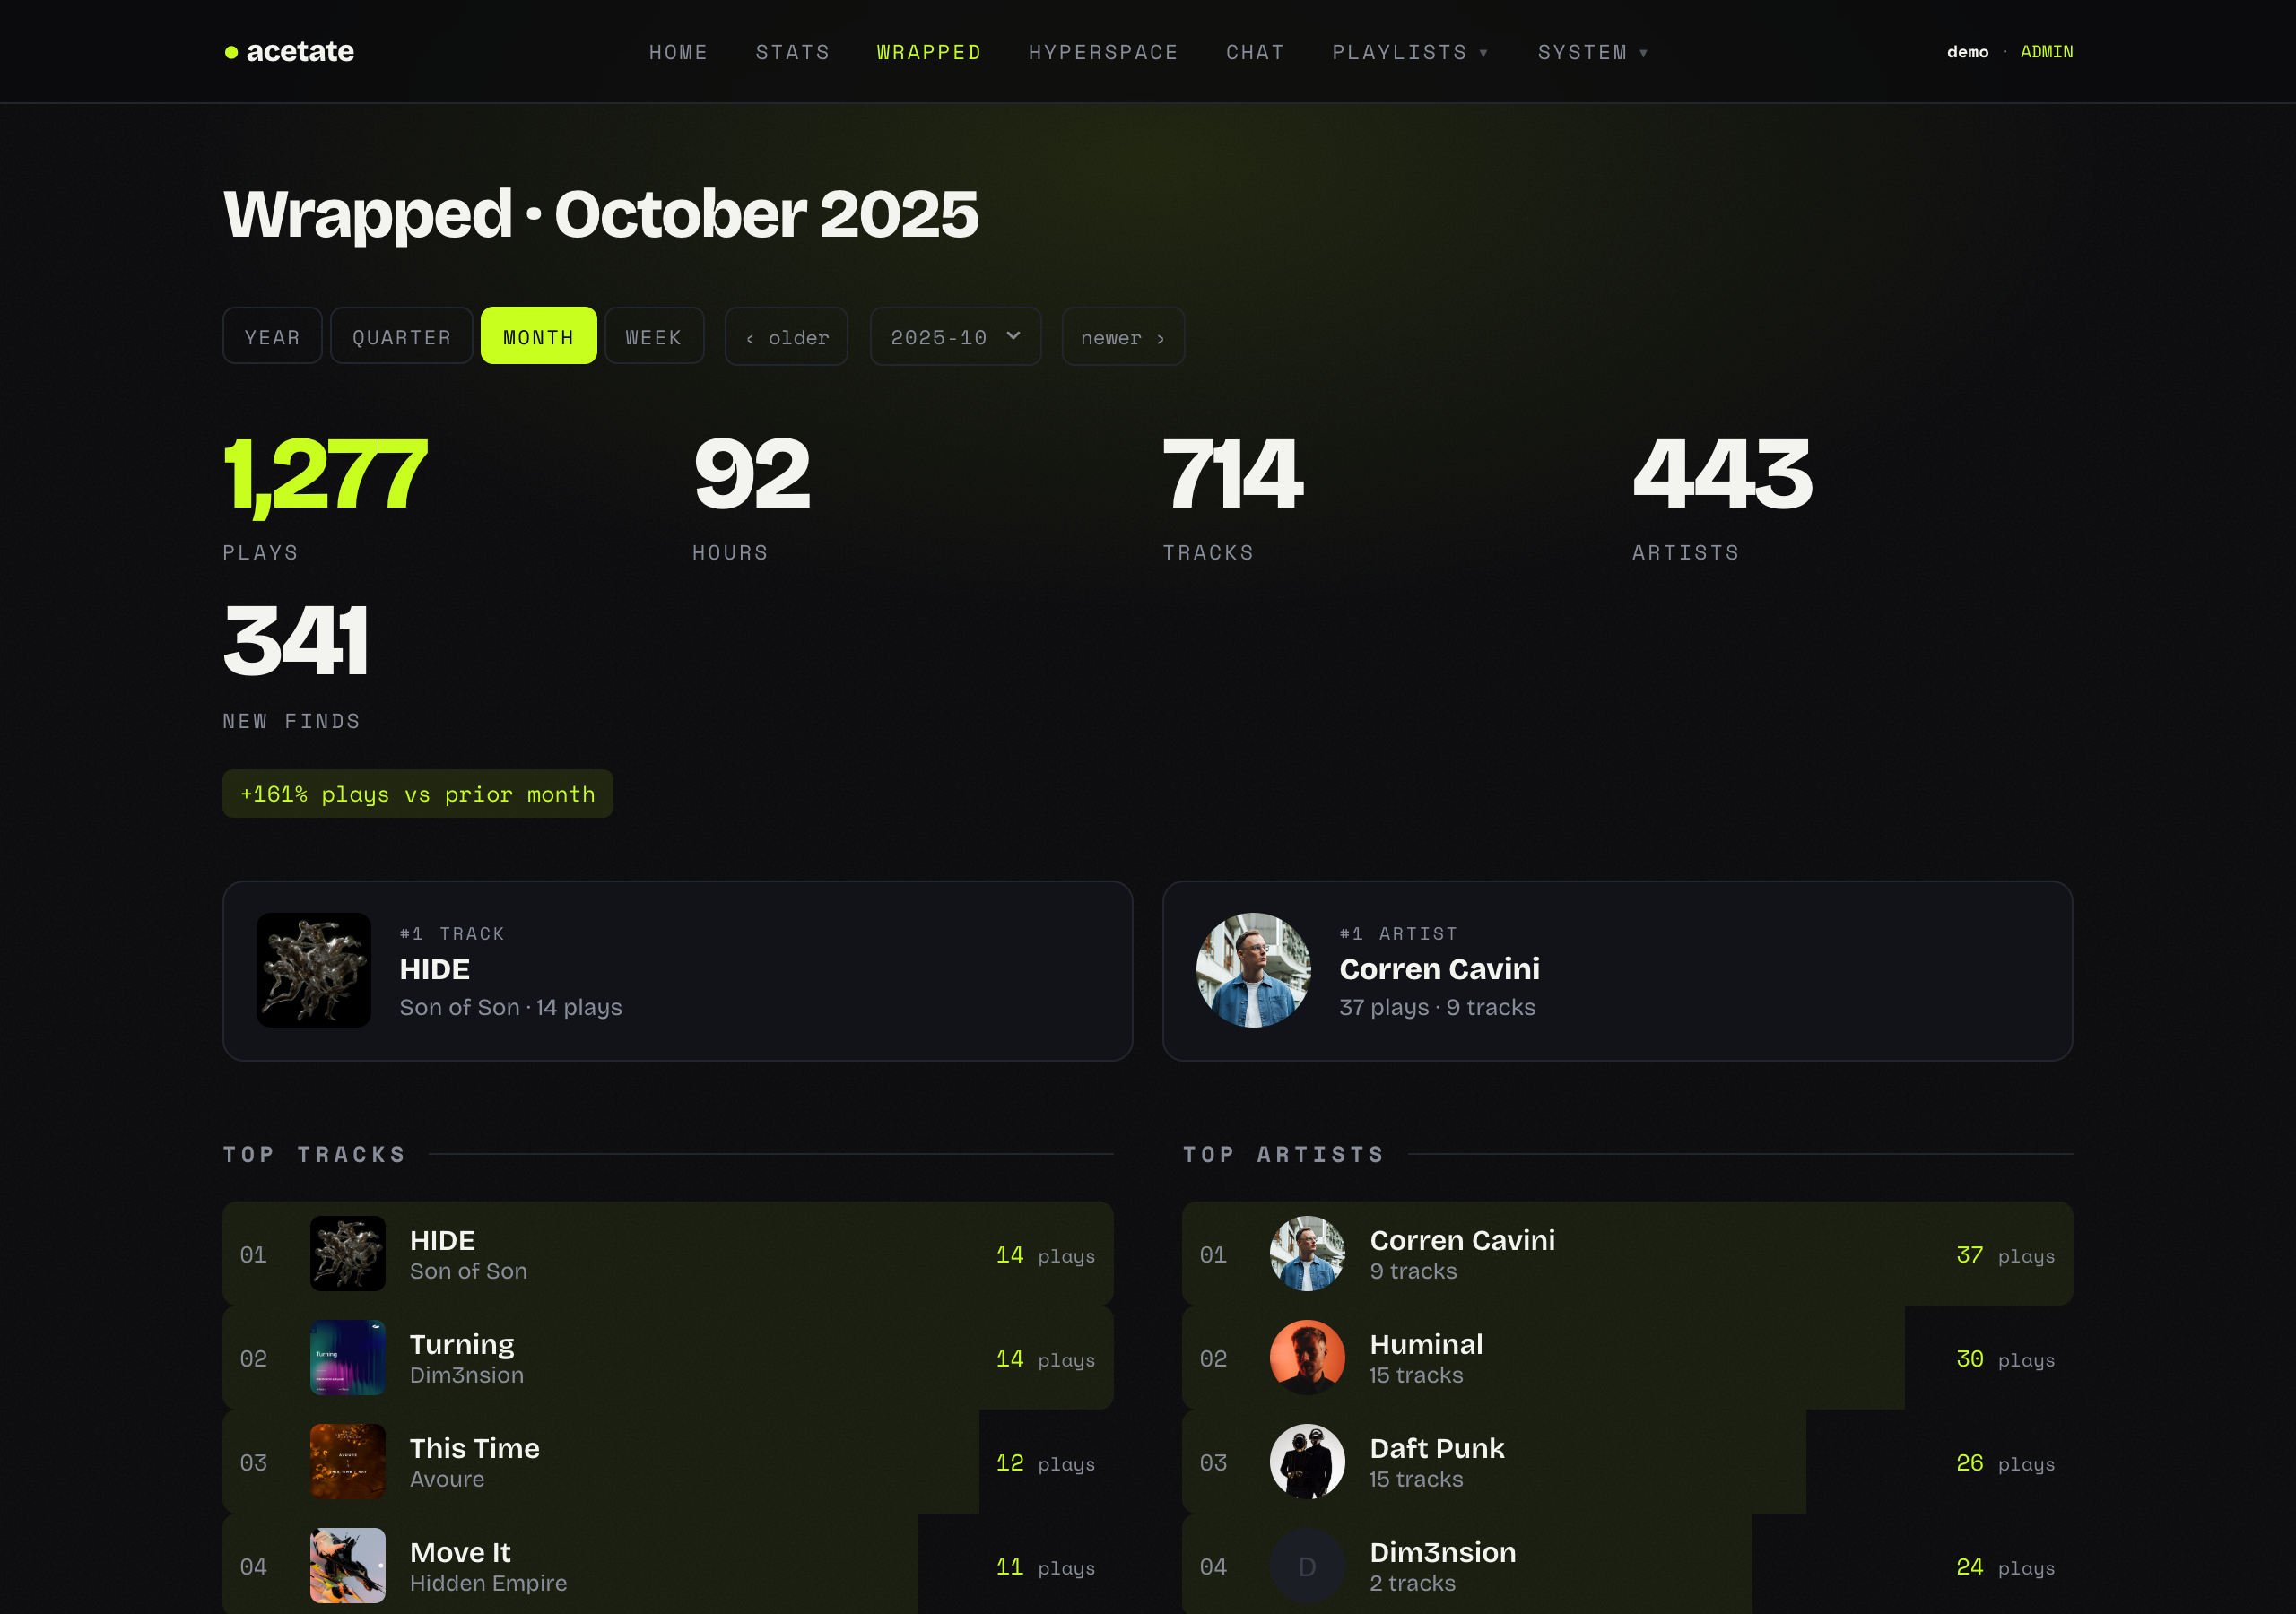 acetate
HOME STATS WRAPPED HYPERSPACE CHAT PLAYLISTS ▾ SYSTEM ▾
demo · ADMIN
Wrapped · October 2025
YEAR QUARTER MONTH WEEK ‹ older 2025-10 newer ›
1,277 92 714 443
PLAYS HOURS TRACKS ARTISTS
341
NEW FINDS
+161% plays vs prior month
#1 TRACK
HIDE
Son of Son · 14 plays
#1 ARTIST
Corren Cavini
37 plays · 9 tracks
TOP TRACKS
01 HIDE 14 plays
Son of Son
02 Turning 14 plays
Dim3nsion
03 This Time 12 plays
Avoure
04 Move It 11 plays
Hidden Empire
TOP ARTISTS
01 Corren Cavini 37 plays
9 tracks
02 Huminal 30 plays
15 tracks
03 Daft Punk 26 plays
15 tracks
04 D Dim3nsion 24 plays
2 tracks